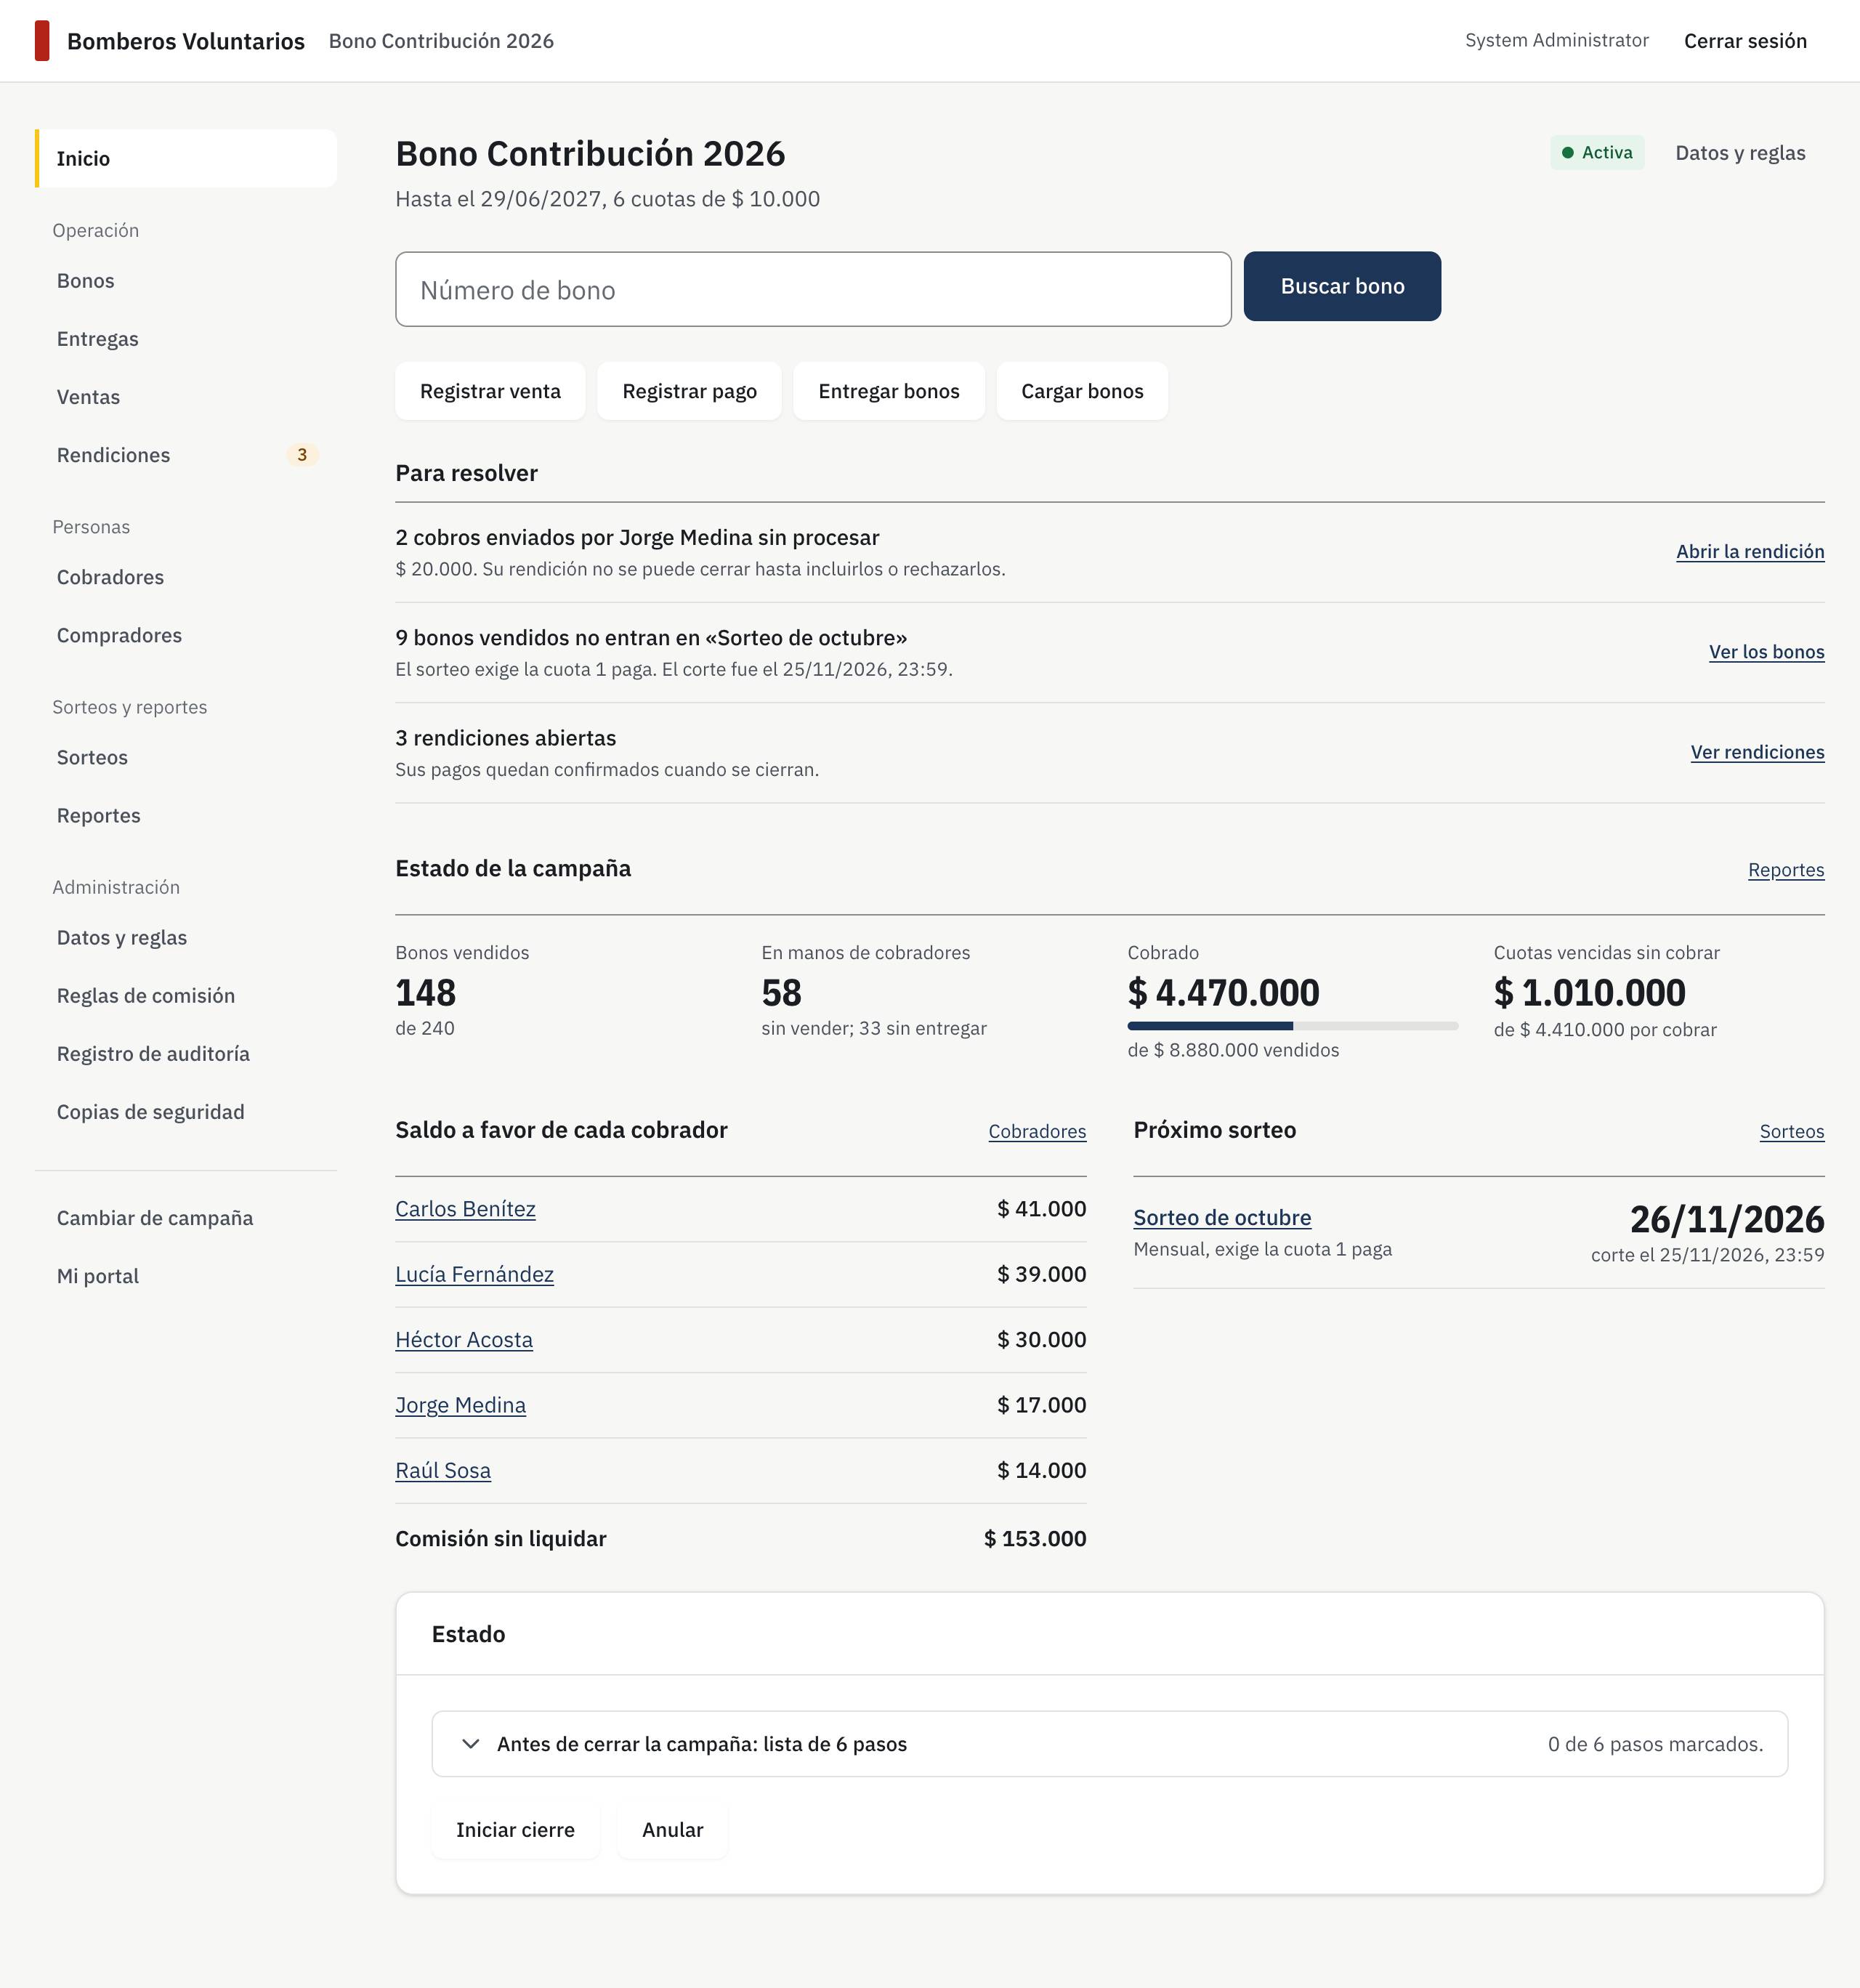 Bomberos Voluntarios Bono Contribución 2026 System Administrator Cerrar sesión
Inicio
Operación
Bonos
Entregas
Ventas
Rendiciones 3
Personas
Cobradores
Compradores
Sorteos y reportes
Sorteos
Reportes
Administración
Datos y reglas
Reglas de comisión
Registro de auditoría
Copias de seguridad
Cambiar de campaña
Mi portal
Bono Contribución 2026 Activa Datos y reglas
Hasta el 29/06/2027, 6 cuotas de $ 10.000
Número de bono Buscar bono
Registrar venta Registrar pago Entregar bonos Cargar bonos
Para resolver
2 cobros enviados por Jorge Medina sin procesar
$ 20.000. Su rendición no se puede cerrar hasta incluirlos o rechazarlos.
Abrir la rendición
9 bonos vendidos no entran en «Sorteo de octubre»
El sorteo exige la cuota 1 paga. El corte fue el 25/11/2026, 23:59.
Ver los bonos
3 rendiciones abiertas
Sus pagos quedan confirmados cuando se cierran.
Ver rendiciones
Estado de la campaña Reportes
Bonos vendidos
148
de 240
En manos de cobradores
58
sin vender; 33 sin entregar
Cobrado
$ 4.470.000
de $ 8.880.000 vendidos
Cuotas vencidas sin cobrar
$ 1.010.000
de $ 4.410.000 por cobrar
Saldo a favor de cada cobrador Cobradores
Carlos Benítez $ 41.000
Lucía Fernández $ 39.000
Héctor Acosta $ 30.000
Jorge Medina $ 17.000
Raúl Sosa $ 14.000
Comisión sin liquidar $ 153.000
Próximo sorteo Sorteos
Sorteo de octubre
Mensual, exige la cuota 1 paga
26/11/2026
corte el 25/11/2026, 23:59
Estado
Antes de cerrar la campaña: lista de 6 pasos 0 de 6 pasos marcados.
Iniciar cierre Anular